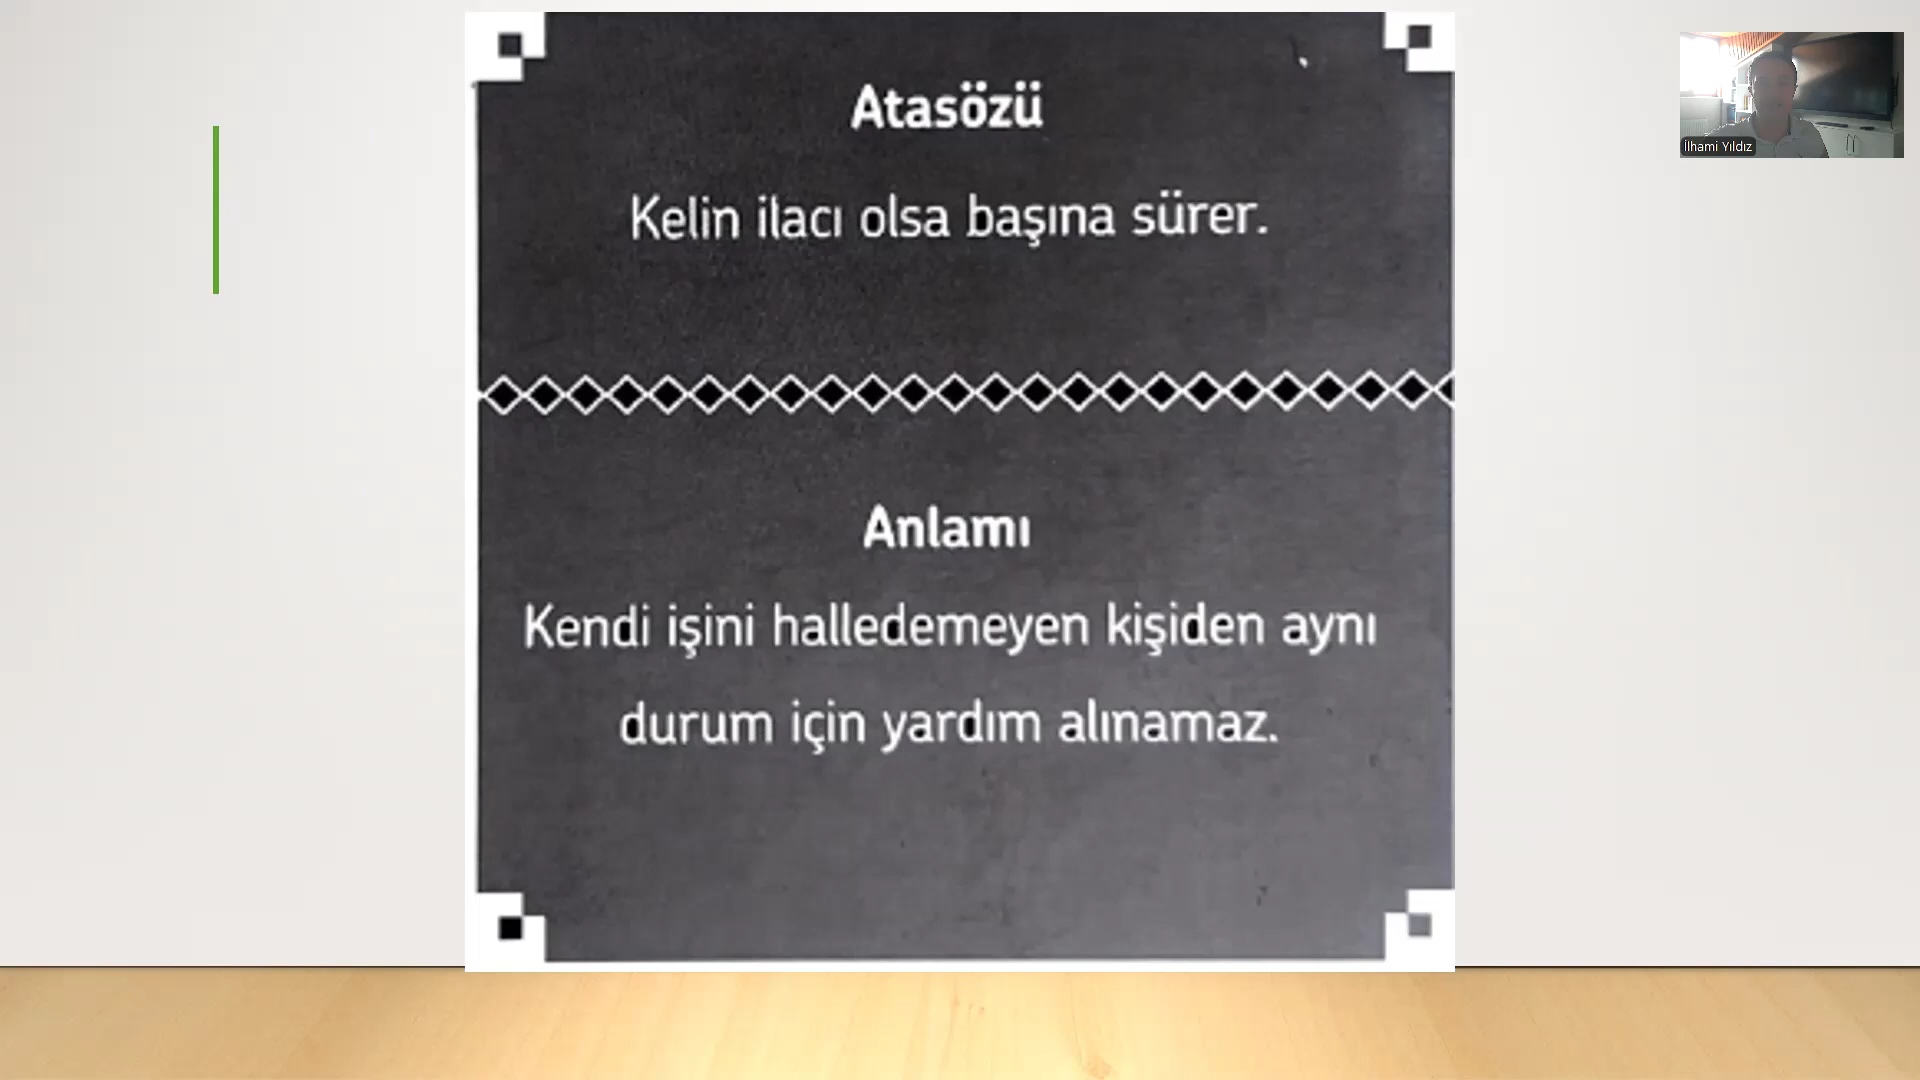 Atasözü
Kelin ilacı olsa başına sürer.
Anlamı
Kendi işini halledemeyen kişiden aynı
durum için yardım alınamaz.
İlhami Yıldız